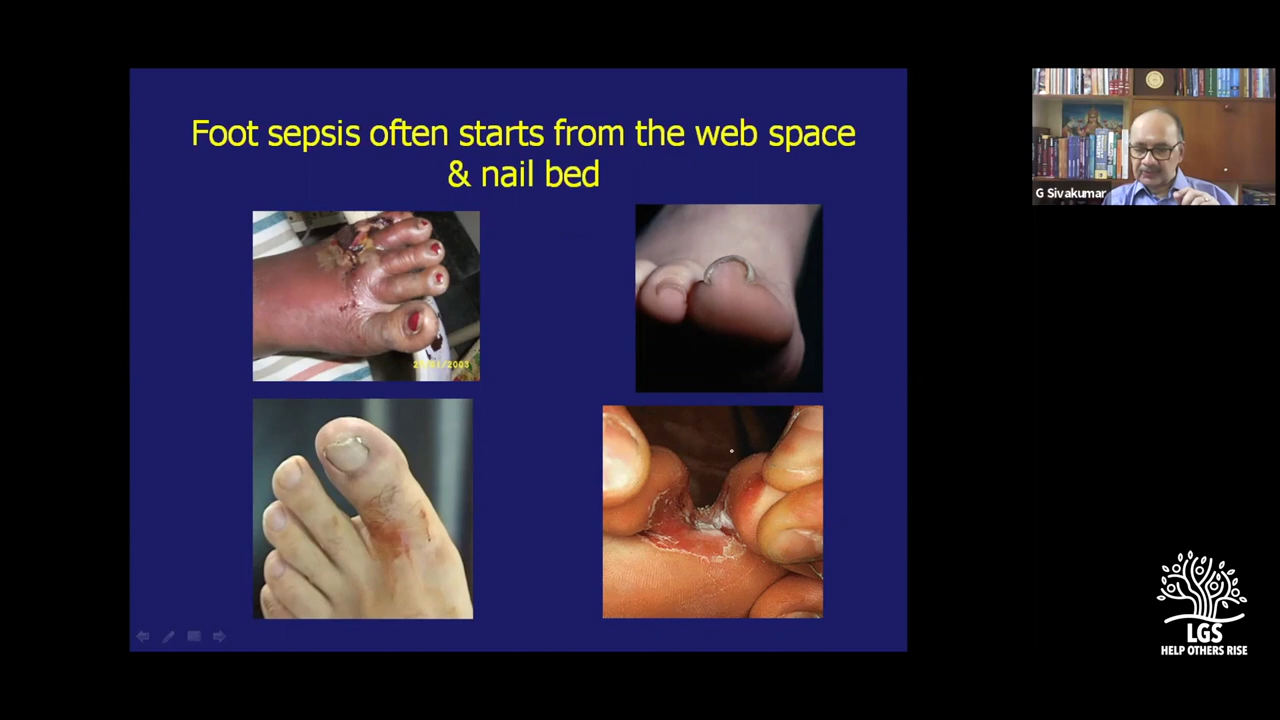 Foot sepsis often starts from the web space
& nail bed
G Sivakumar
LGS
HELP OTHERS RISE